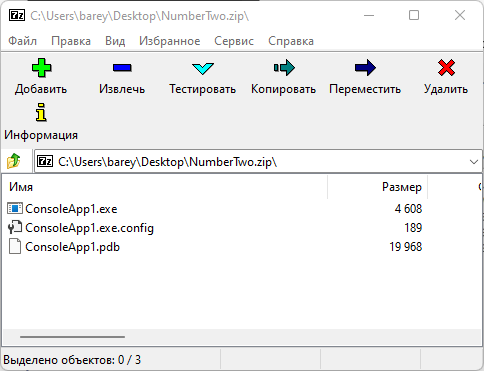 C:\Users\barey\Desktop\NumberTwo.zip\
Файл Правка Вид Избранное Сервис Справка
Добавить Извлечь Тестировать Копировать Переместить Удалить
Информация
C:\Users\barey\Desktop\NumberTwo.zip\
Имя Размер
ConsoleApp1.exe 4 608
ConsoleApp1.exe.config 189
ConsoleApp1.pdb 19 968
Выделено объектов: 0 / 3